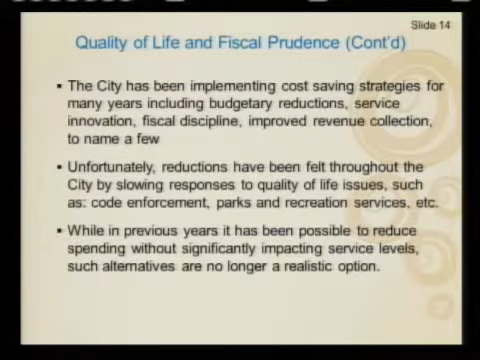 Slide 14
Quality of Life and Fiscal Prudence (Cont'd)
▪ The City has been implementing cost saving strategies for
many years including budgetary reductions, service
innovation, fiscal discipline, improved revenue collection,
to name a few
▪ Unfortunately, reductions have been felt throughout the
City by slowing responses to quality of life issues, such
as: code enforcement, parks and recreation services, etc.
▪ While in previous years it has been possible to reduce
spending without significantly impacting service levels,
such alternatives are no longer a realistic option.